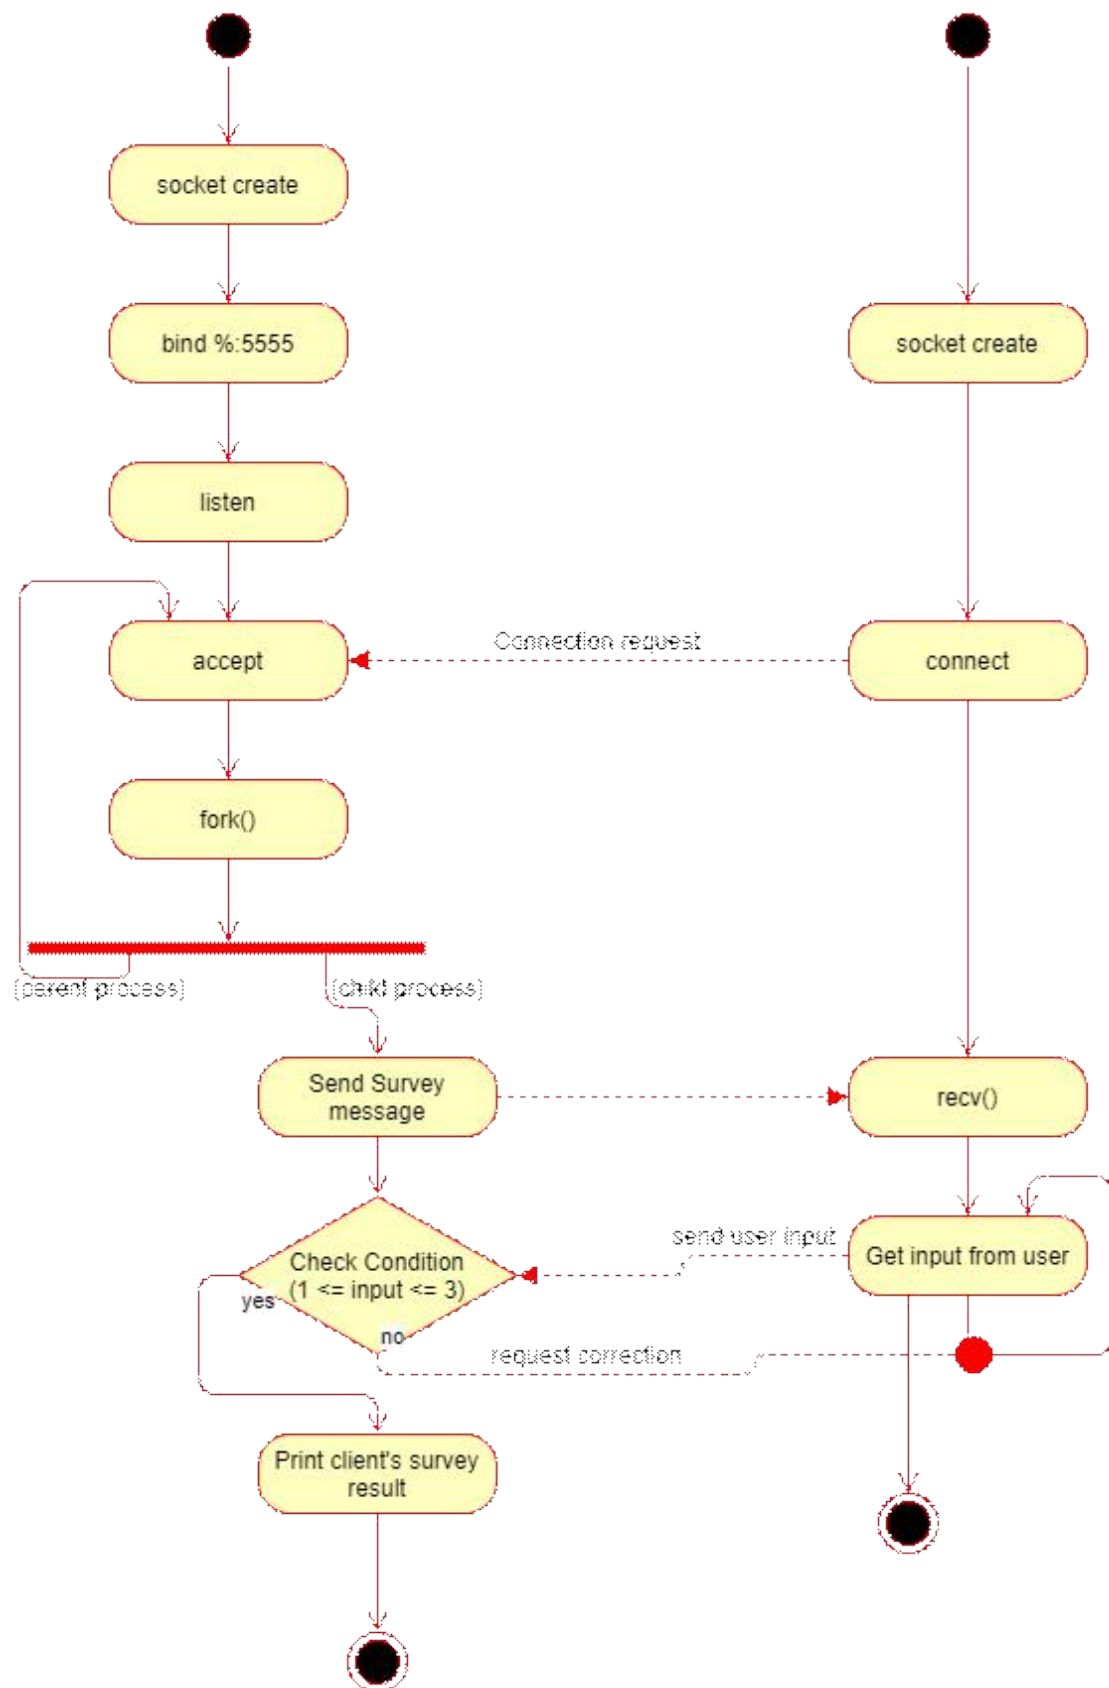 socket create
bind %:5555
socket create
listen
accept
Connection request
connect
fork()
(parent process)
(child process)
Send Survey
message
recv()
send user input
Check Condition
(1 <= input <= 3)
Get input from user
yes
no
request correction
Print client's survey
result